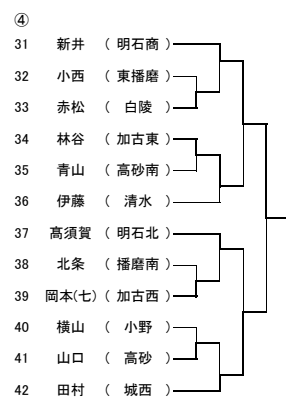 ④
31 新井 ( 明石商 )
32 小西 ( 東播磨 )
33 赤松 ( 白陵 )
34 林谷 ( 加古東 )
35 青山 ( 高砂南 )
36 伊藤 ( 清水 )
37 髙須賀 ( 明石北 )
38 北条 ( 播磨南 )
39 岡本(七) ( 加古西 )
40 横山 ( 小野 )
41 山口 ( 高砂 )
42 田村 ( 城西 )